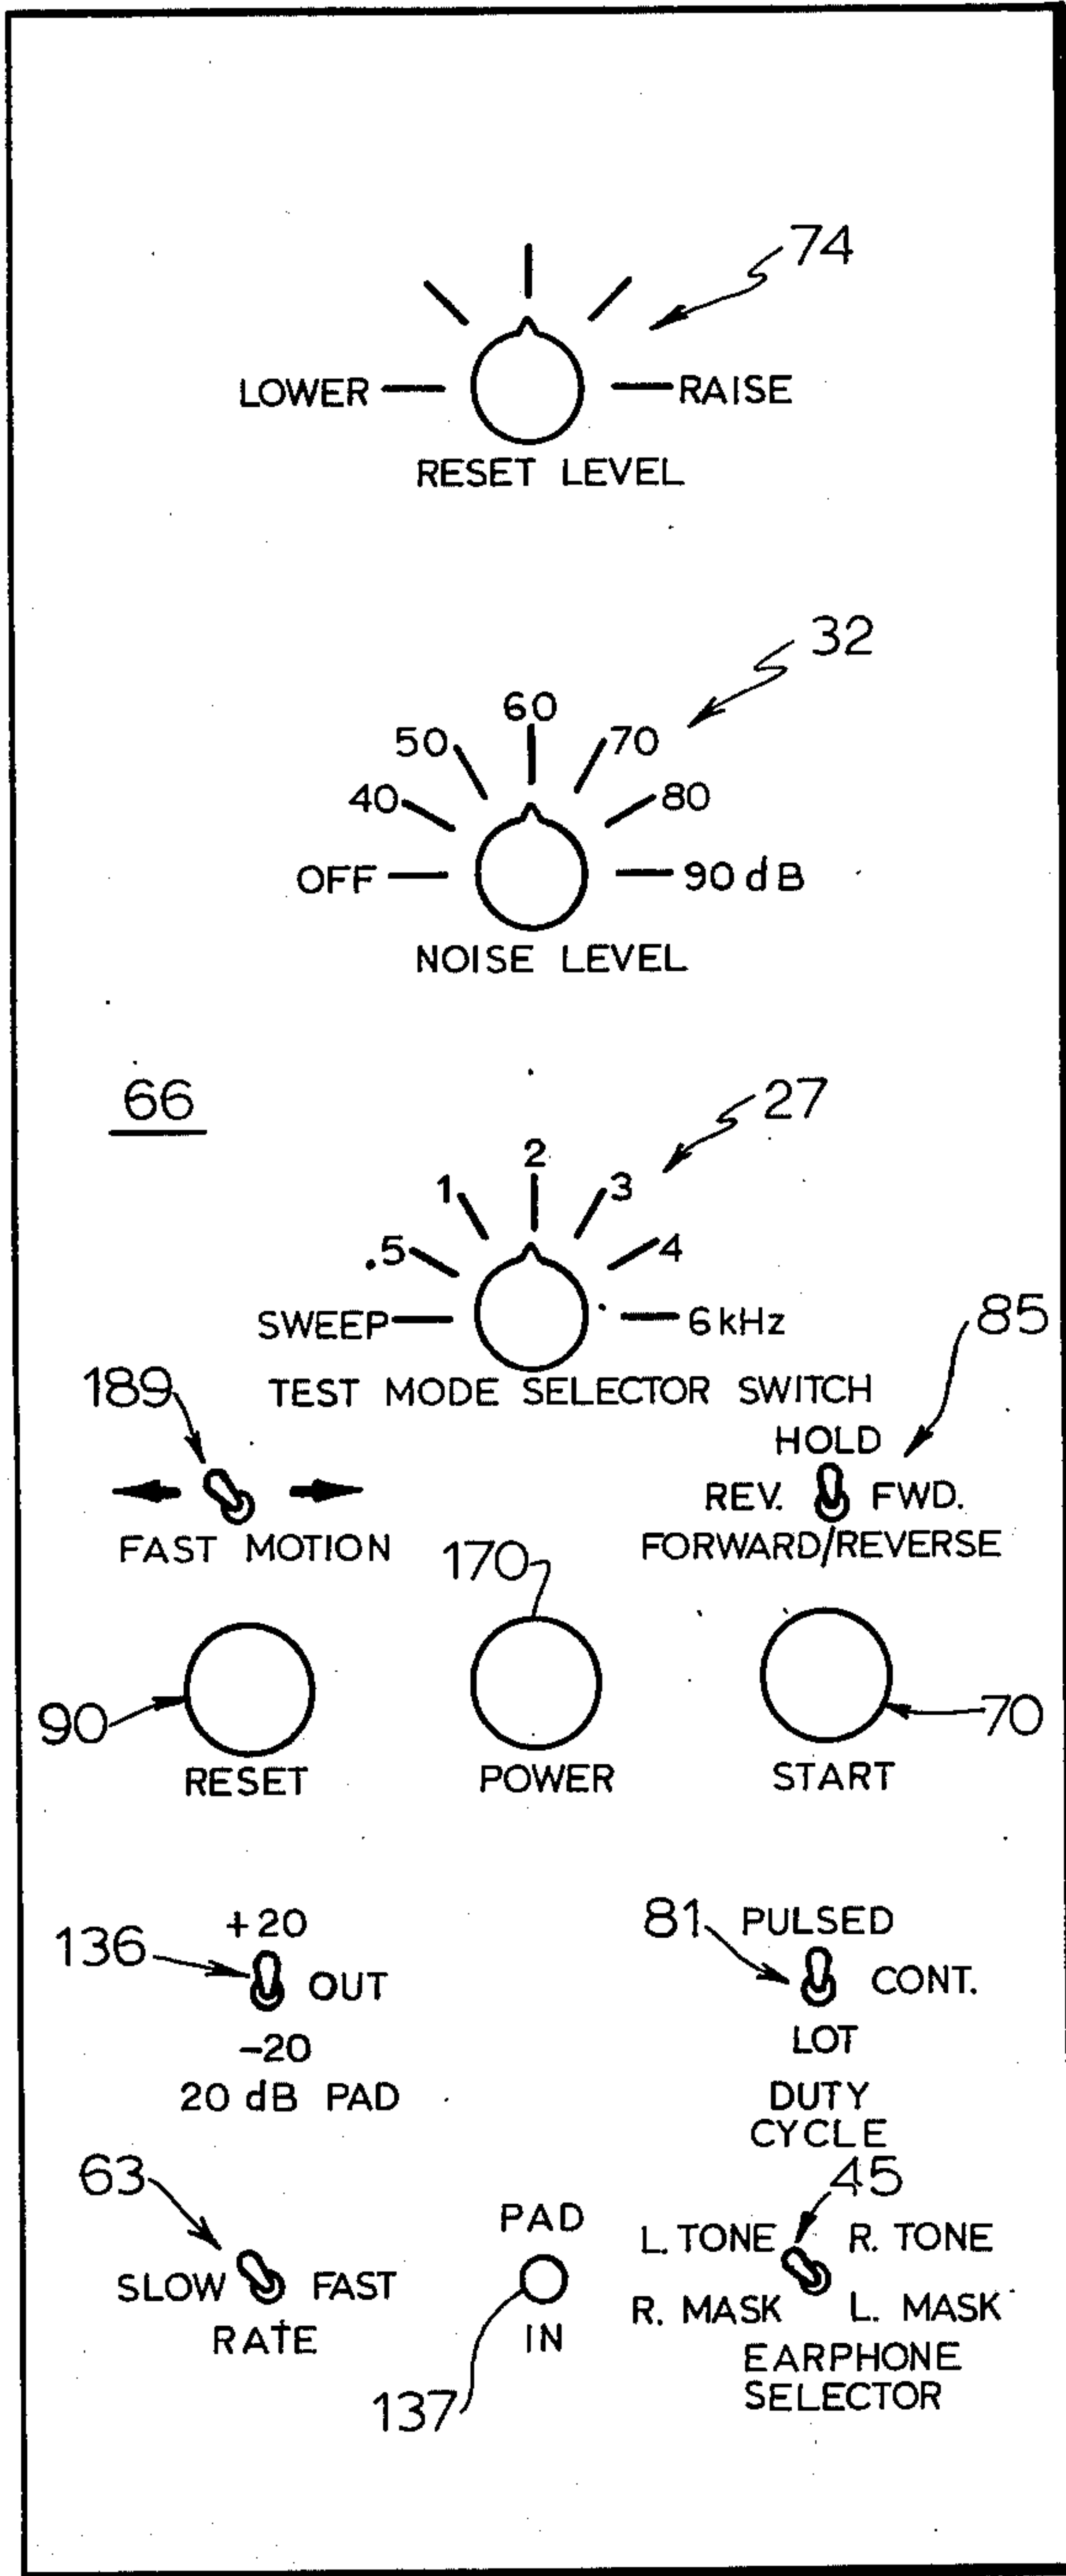 74
LOWER RAISE
RESET LEVEL
32
60
50 70
40 80
OFF 90 dB
NOISE LEVEL
66
27
2
1 3
.5 4
SWEEP 6 kHz
85
189
TEST MODE SELECTOR SWITCH
HOLD
REV. FWD.
FAST MOTION
FORWARD/REVERSE
170
90
70
RESET POWER START
+20
81 PULSED
136
OUT
CONT.
-20
LOT
20 dB PAD
DUTY
CYCLE
63
45
PAD
L. TONE R. TONE
SLOW FAST
R. MASK L. MASK
RATE
IN
EARPHONE
SELECTOR
137